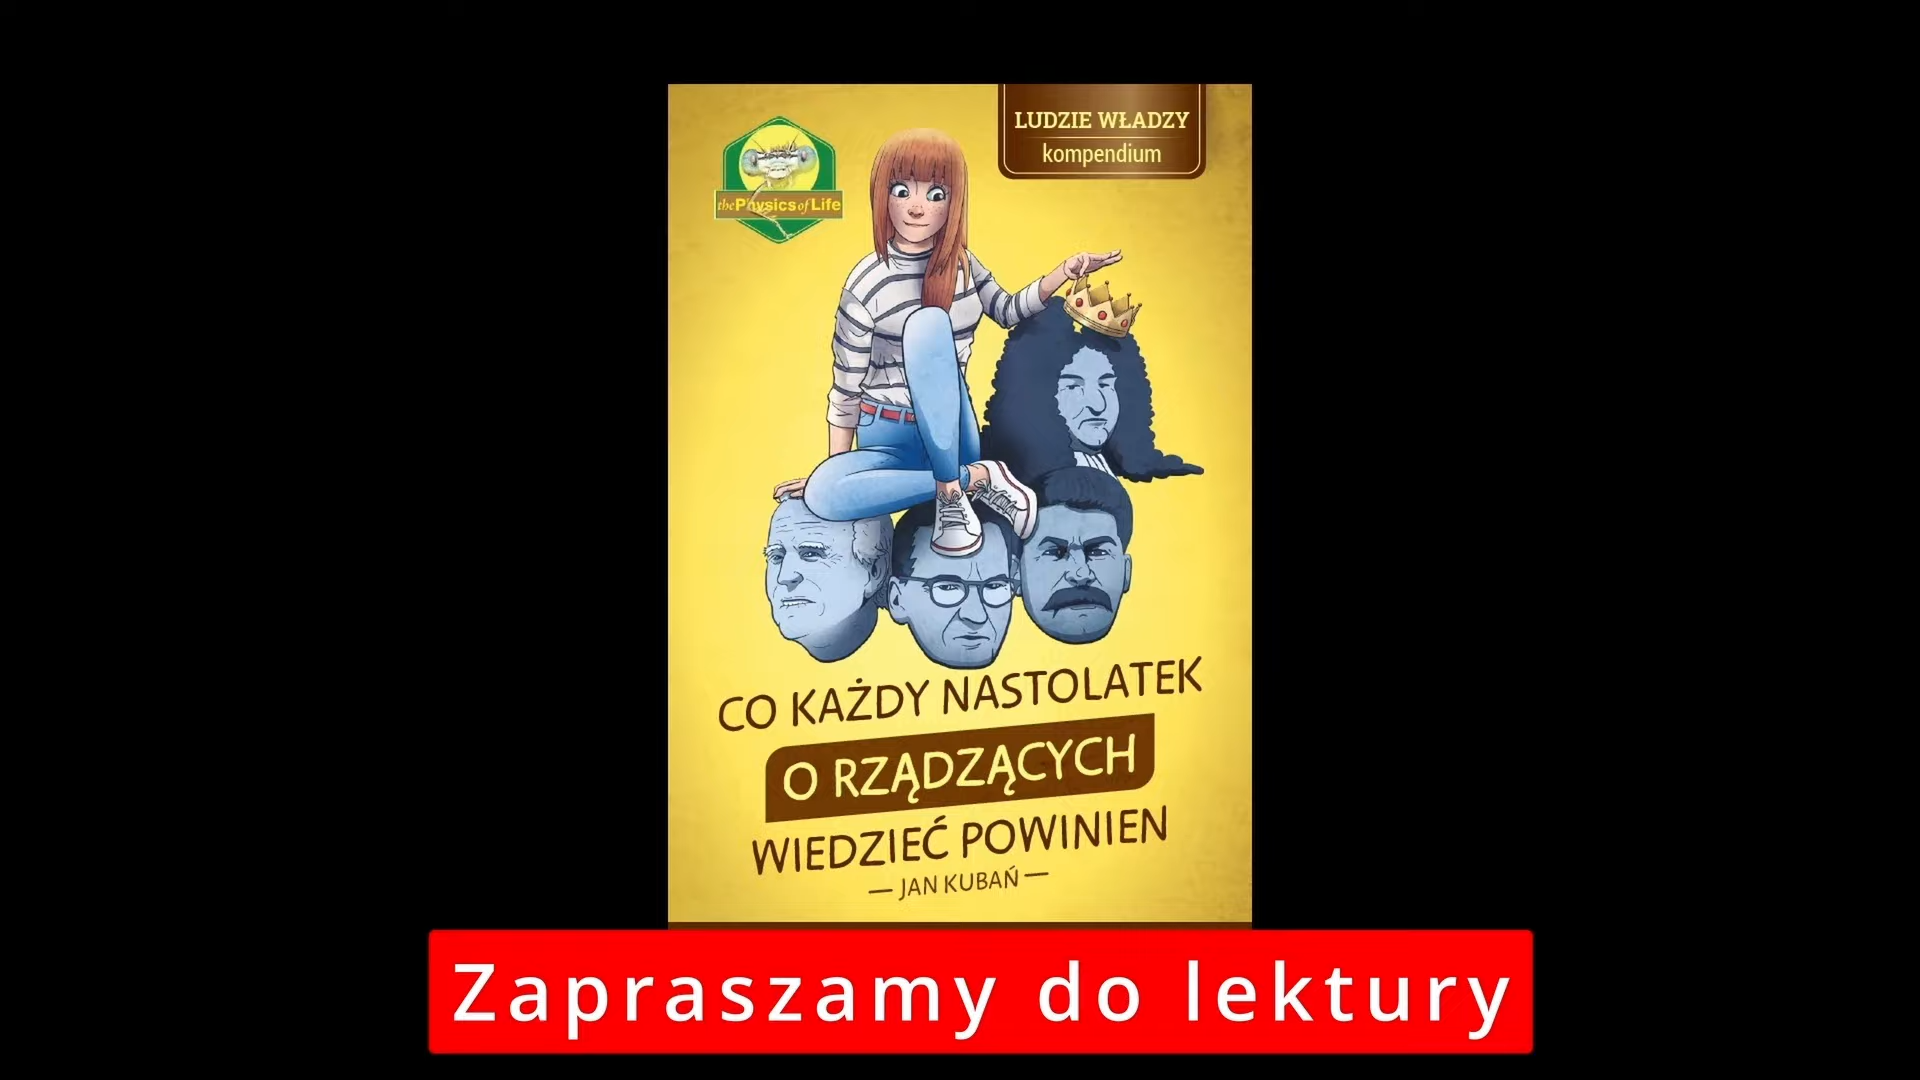 LUDZIE WŁADZY
kompendium
thePhysicsofLife
CO KAŻDY NASTOLATEK
O RZĄDZĄCYCH
WIEDZIEĆ POWINIEN
— JAN KUBAŃ —
Zapraszamy do lektury